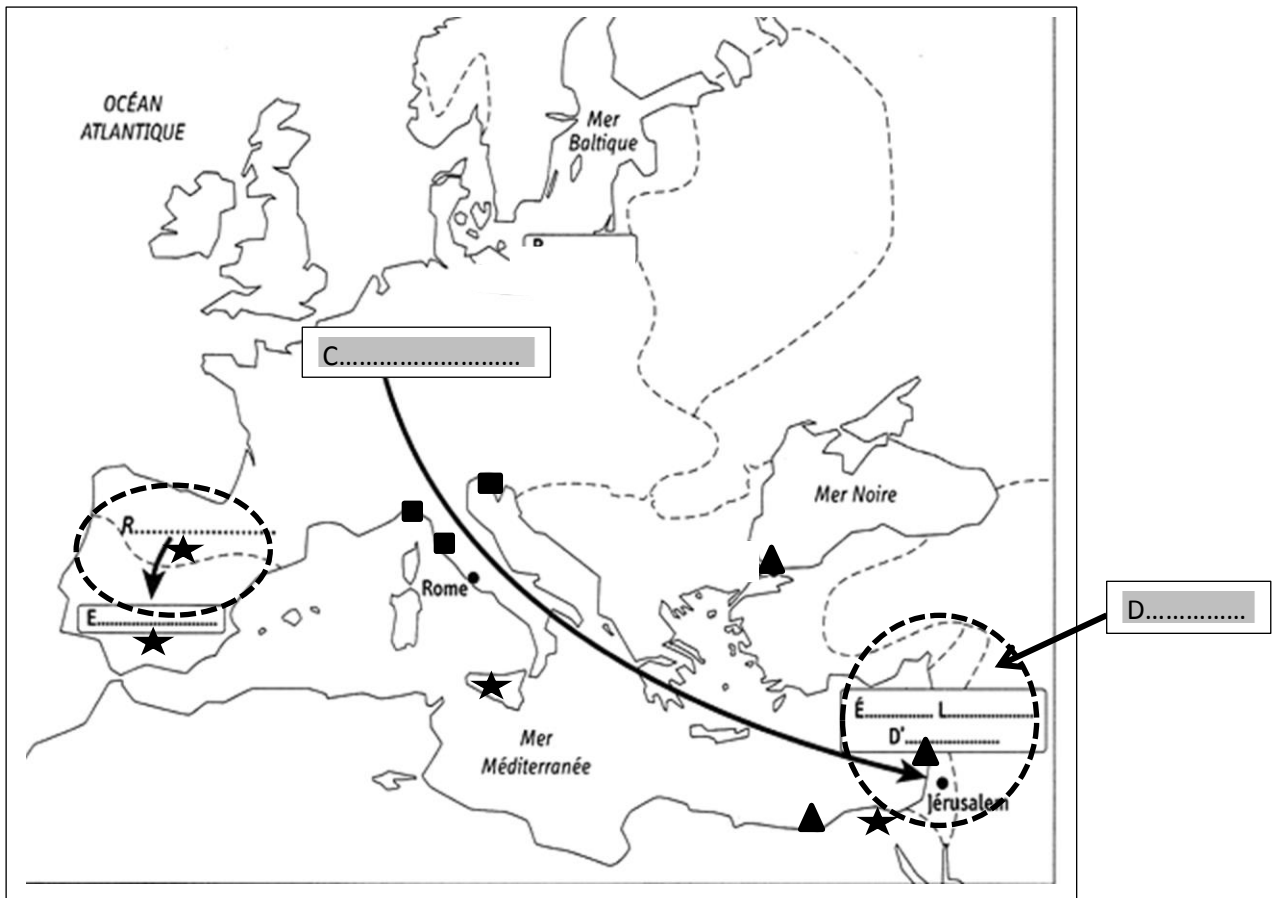 OCÉAN
ATLANTIQUE
Mer
Baltique
C...........................
Mer Noire
R........................
Rome
E........................
D...............
É............ L................
D'....................
Mer
Méditerranée
Jérusalem